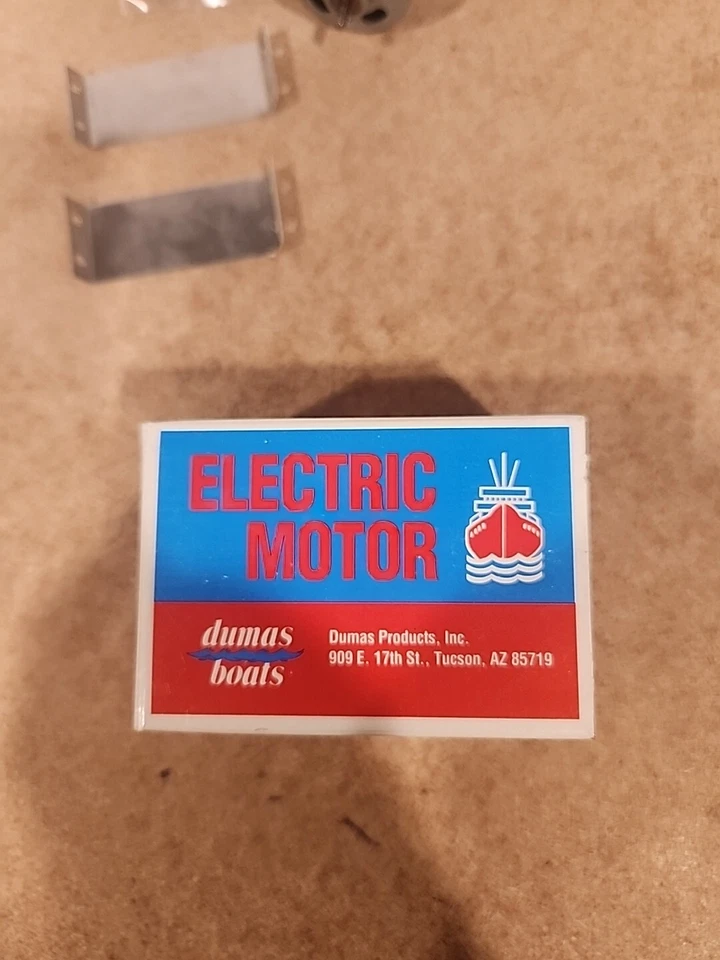 ELECTRIC
MOTOR
dumas
boats
Dumas Products, Inc.
909 E. 17th St., Tucson, AZ 85719